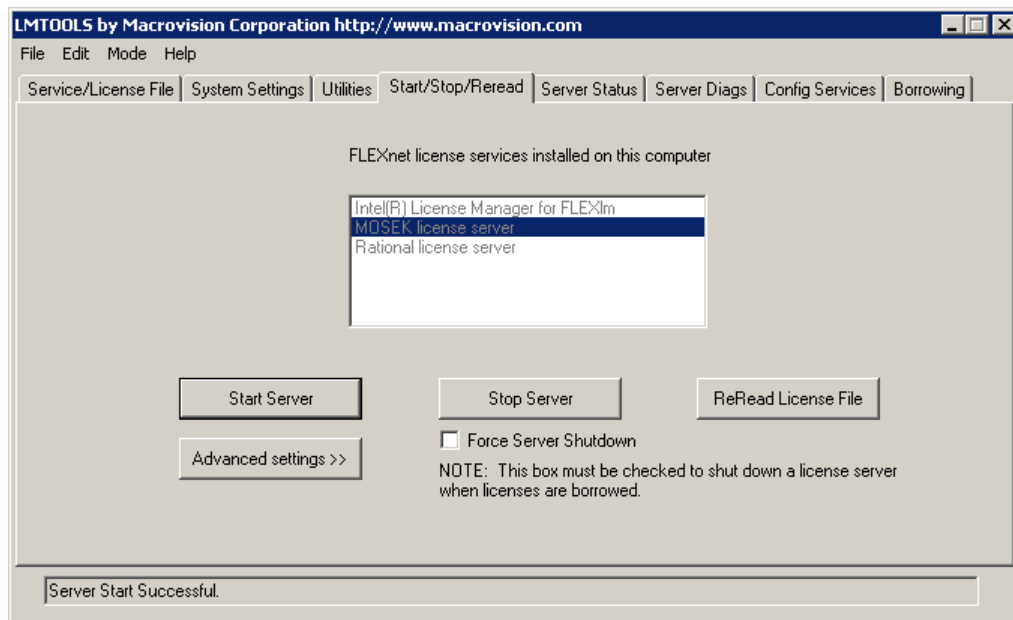 LMTOOLS by Macrovision Corporation http://www.macrovision.com
File Edit Mode Help
Service/License File System Settings Utilities Start/Stop/Reread Server Status Server Diags Config Services Borrowing
FLEXnet license services installed on this computer
Intel(R) License Manager for FLEXlm
MOSEK license server
Rational license server
Start Server Stop Server ReRead License File
Advanced settings >> Force Server Shutdown
NOTE: This box must be checked to shut down a license server
when licenses are borrowed.
Server Start Successful.